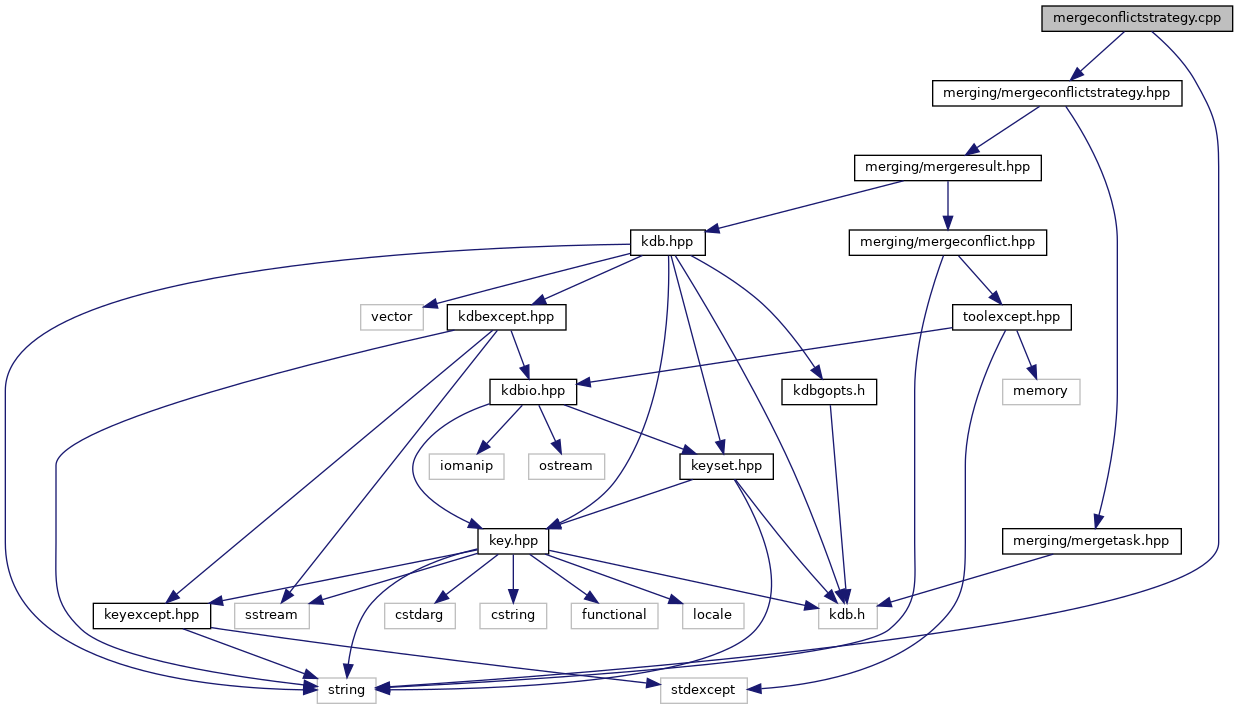 mergeconflictstrategy.cpp
merging/mergeconflictstrategy.hpp
merging/mergeresult.hpp
kdb.hpp
merging/mergeconflict.hpp
vector
kdbexcept.hpp
toolexcept.hpp
kdbio.hpp
kdbgopts.h
memory
iomanip
ostream
keyset.hpp
key.hpp
merging/mergetask.hpp
keyexcept.hpp
sstream
cstdarg
cstring
functional
locale
kdb.h
string
stdexcept